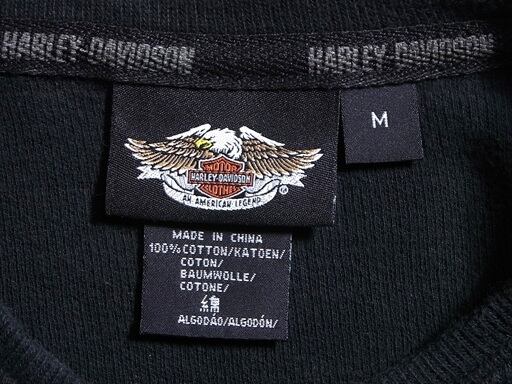 HARLEY-DAVIDSON HARLEY-DAVIDSON
M
MOTOR
HARLEY-DAVIDSON
CLOTHES
®
AN AMERICAN LEGEND
MADE IN CHINA
100% COTTON/KATOEN/
COTON/
BAUMWOLLE/
COTONE/
綿
ALGODÃO/ALGODÓN/